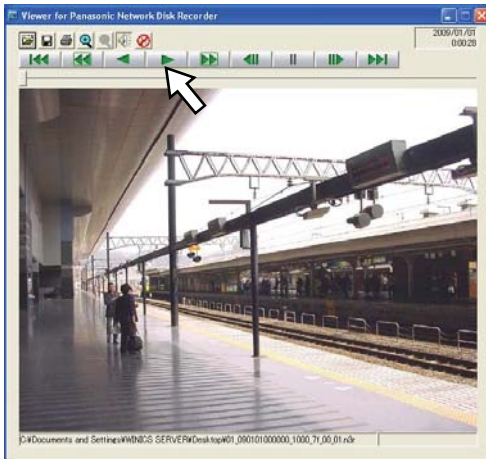 Viewer for Panasonic Network Disk Recorder
2009/01/01
0:00:28
C:¥Documents and Settings¥WINICS SERVER¥Desktop¥01_090101000000_1000_7f_00_01.n3r